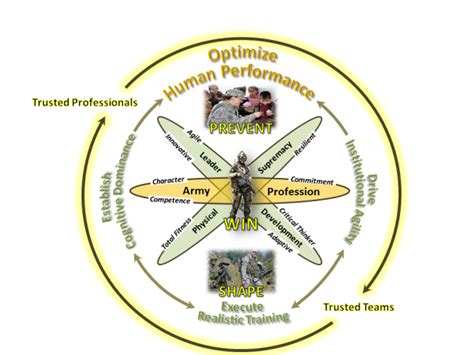 Optimize
Human Performance
Trusted Professionals
PREVENT
Agile
Innovative
Leader
Supremacy
Resilient
Establish
Cognitive Dominance
Drive
Institutional Agility
Character
Army
Competence
Commitment
Profession
WIN
Total Fitness
Physical
Development
Critical Thinker
Adaptive
SHAPE
Execute
Realistic Training
Trusted Teams